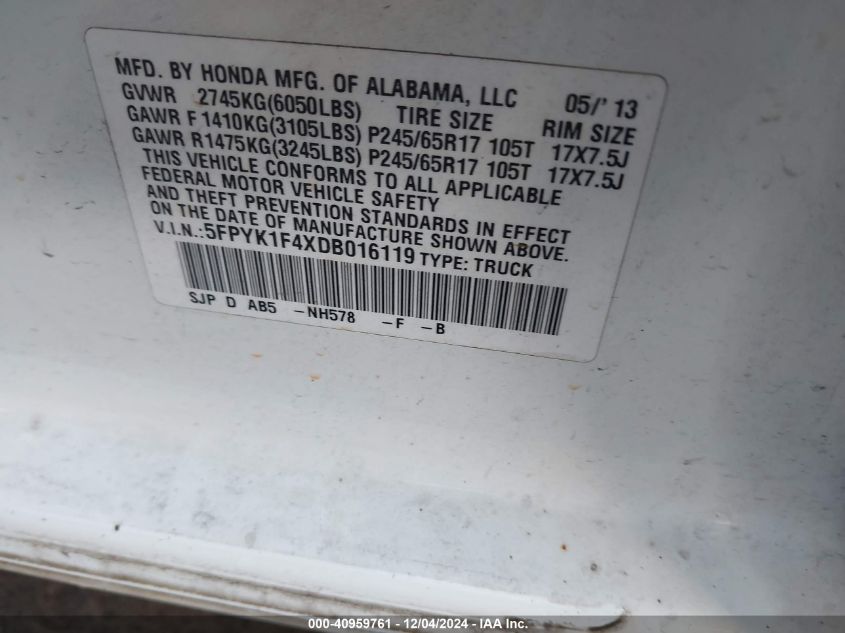 MFD. BY HONDA MFG. OF ALABAMA, LLC 05/' 13
GVWR 2745KG(6050LBS) TIRE SIZE RIM SIZE
GAWR F 1410KG(3105LBS) P245/65R17 105T 17X7.5J
GAWR R1475KG(3245LBS) P245/65R17 105T 17X7.5J
THIS VEHICLE CONFORMS TO ALL APPLICABLE
FEDERAL MOTOR VEHICLE SAFETY
AND THEFT PREVENTION STANDARDS IN EFFECT
ON THE DATE OF MANUFACTURE SHOWN ABOVE.
V.I.N.:5FPYK1F4XDB016119 TYPE: TRUCK
SJP D AB5 -NH578 -F -B
000-40959761 - 12/04/2024 - IAA Inc.